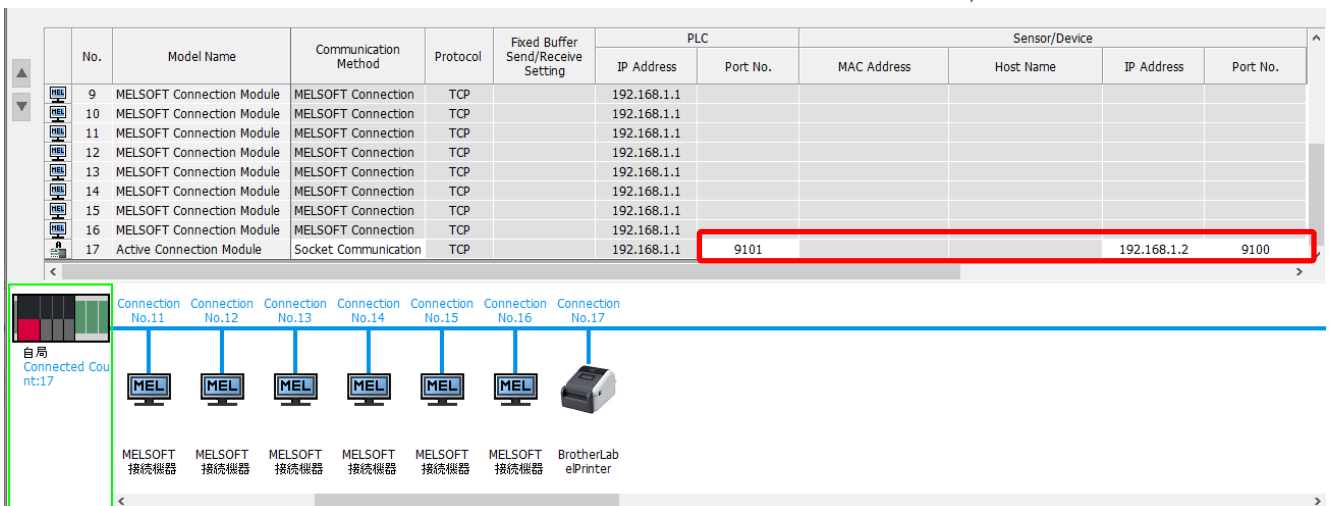 No. Model Name Communication Method Protocol Fixed Buffer Send/Receive Setting PLC Sensor/Device
IP Address Port No. MAC Address Host Name IP Address Port No.
MEL 9 MELSOFT Connection Module MELSOFT Connection TCP 192.168.1.1
MEL 10 MELSOFT Connection Module MELSOFT Connection TCP 192.168.1.1
MEL 11 MELSOFT Connection Module MELSOFT Connection TCP 192.168.1.1
MEL 12 MELSOFT Connection Module MELSOFT Connection TCP 192.168.1.1
MEL 13 MELSOFT Connection Module MELSOFT Connection TCP 192.168.1.1
MEL 14 MELSOFT Connection Module MELSOFT Connection TCP 192.168.1.1
MEL 15 MELSOFT Connection Module MELSOFT Connection TCP 192.168.1.1
MEL 16 MELSOFT Connection Module MELSOFT Connection TCP 192.168.1.1
A 17 Active Connection Module Socket Communication TCP 192.168.1.1 9101 192.168.1.2 9100
Connection Connection Connection Connection Connection Connection Connection
No.11 No.12 No.13 No.14 No.15 No.16 No.17
自局
Connected Cou
nt:17
MEL MEL MEL MEL MEL MEL
MELSOFT MELSOFT MELSOFT MELSOFT MELSOFT MELSOFT BrotherLab
接続機器 接続機器 接続機器 接続機器 接続機器 接続機器 elPrinter